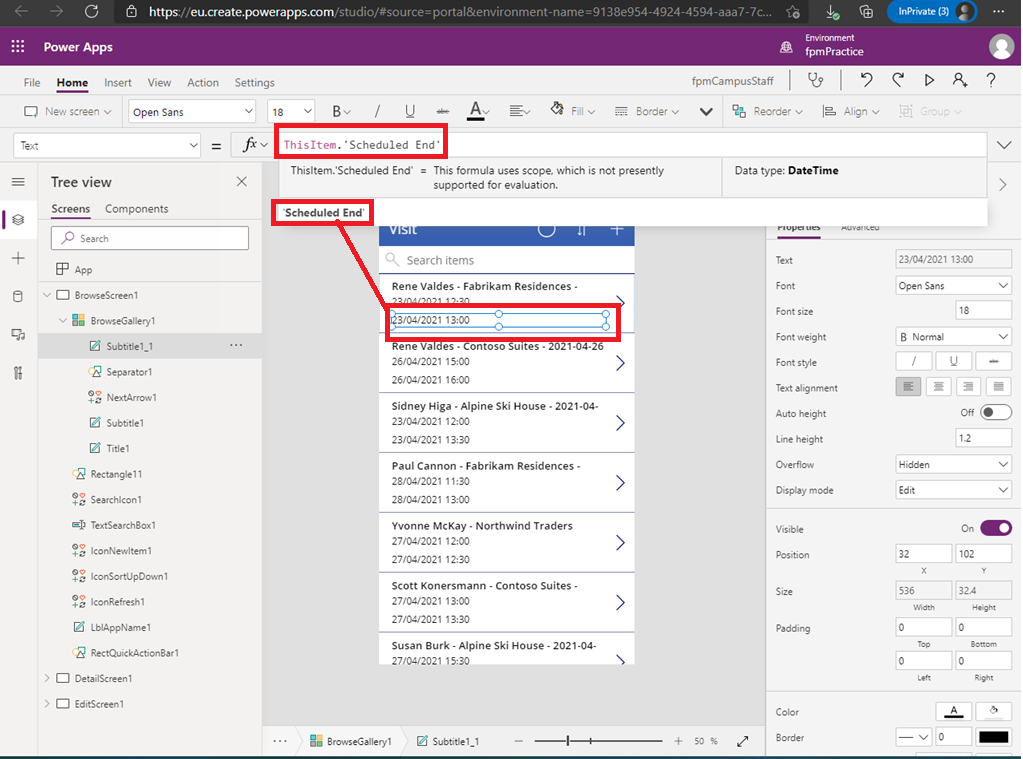 https://eu.create.powerapps.com/studio/#source=portal&environment-name=9138e954-4924-4594-aaa7-7c...
InPrivate (3)
Power Apps
Environment
fpmPractice
File Home Insert View Action Settings
fpmCampusStaff
New screen
Open Sans
18
B
/
U
abc
A
Fill
Border
Reorder
Align
Group
Text
=
fx
ThisItem.'Scheduled End'
ThisItem.'Scheduled End' = This formula uses scope, which is not presently
supported for evaluation.
Data type: DateTime
'Scheduled End'
Tree view
Screens Components
Search
App
BrowseScreen1
BrowseGallery1
Subtitle1_1
Separator1
NextArrow1
Subtitle1
Title1
Rectangle11
SearchIcon1
TextSearchBox1
IconNewItem1
IconSortUpDown1
IconRefresh1
LblAppName1
RectQuickActionBar1
DetailScreen1
EditScreen1
Visit
Search items
Rene Valdes - Fabrikam Residences -
23/04/2021 12:30
23/04/2021 13:00
Rene Valdes - Contoso Suites - 2021-04-26
26/04/2021 15:00
26/04/2021 16:00
Sidney Higa - Alpine Ski House - 2021-04-
23/04/2021 12:00
23/04/2021 13:30
Paul Cannon - Fabrikam Residences -
28/04/2021 11:30
28/04/2021 13:00
Yvonne McKay - Northwind Traders
27/04/2021 12:00
27/04/2021 12:30
Scott Konersmann - Contoso Suites -
27/04/2021 13:00
27/04/2021 13:30
Susan Burk - Alpine Ski House - 2021-04-
27/04/2021 15:30
BrowseGallery1
Subtitle1_1
50 %
Properties Advanced
Text 23/04/2021 13:00
Font Open Sans
Font size 18
Font weight B Normal
Font style / U abc
Text alignment
Auto height Off
Line height 1.2
Overflow Hidden
Display mode Edit
Visible On
Position 32 102
X Y
Size 536 32.4
Width Height
Padding 0 0
Top Bottom
0 0
Left Right
Color A
Border 0